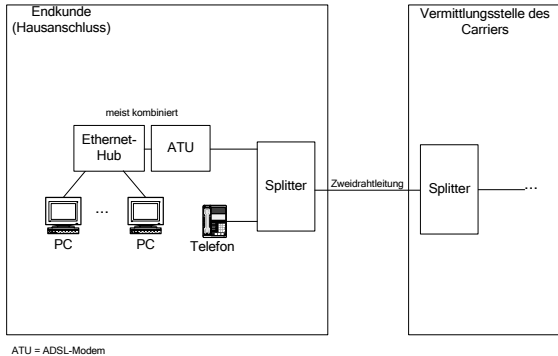 Endkunde
(Hausanschluss)
Vermittlungsstelle des
Carriers
meist kombiniert
Ethernet-
Hub
ATU
Splitter
Zweidrahtleitung
Splitter
...
...
PC
PC
Telefon
ATU = ADSL-Modem